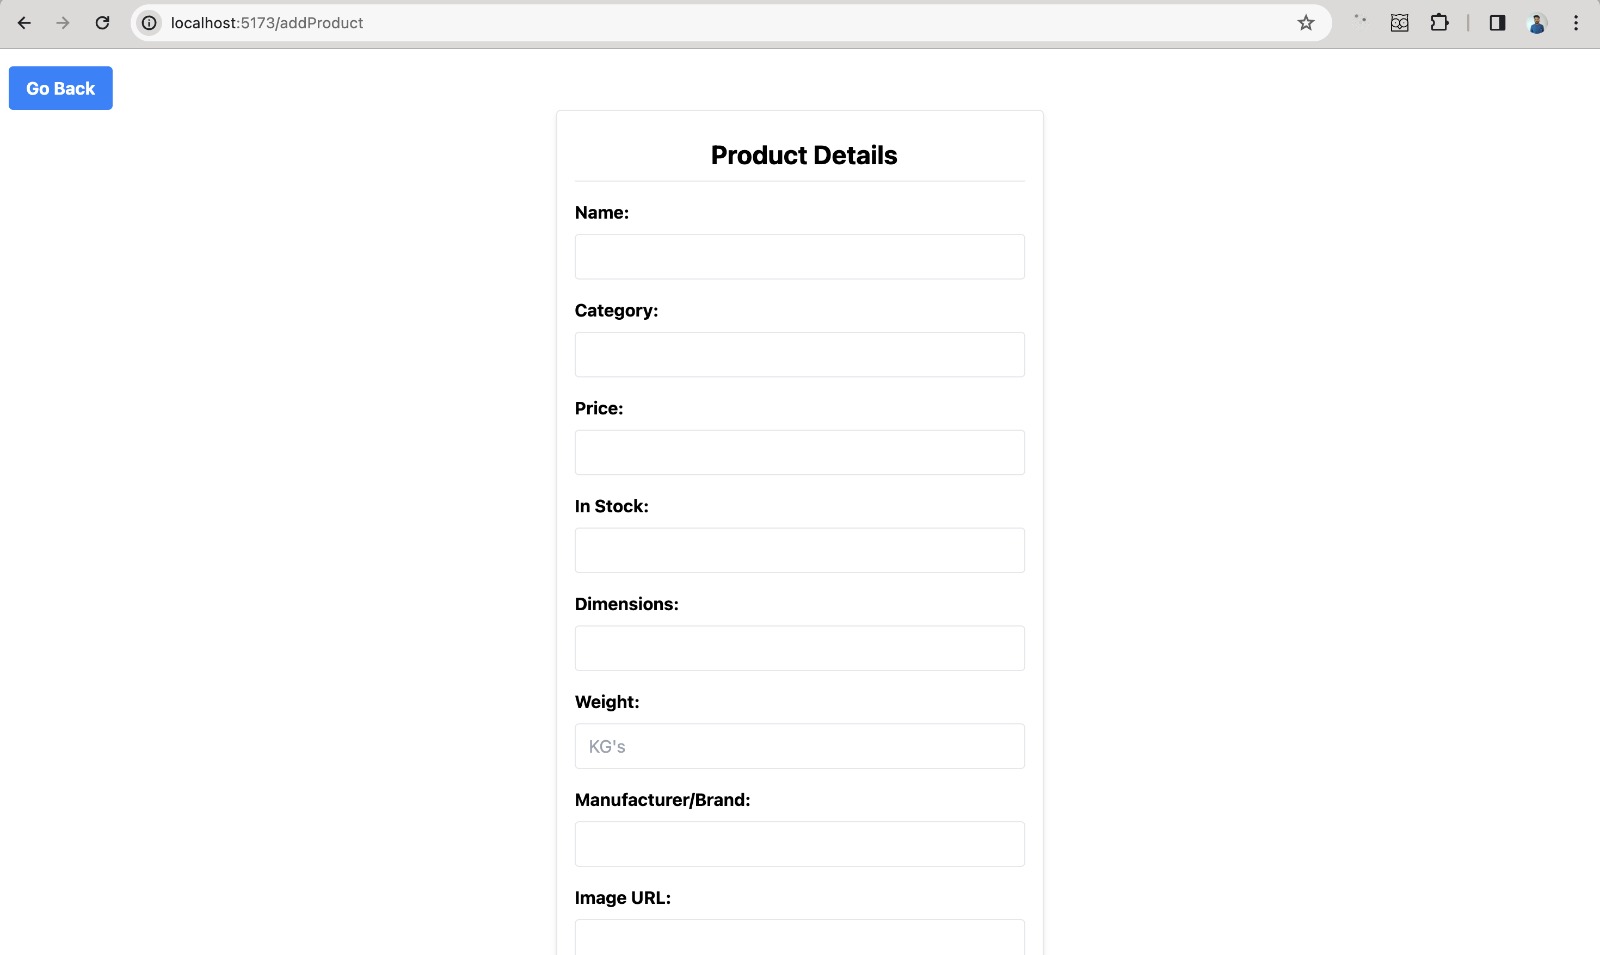 localhost:5173/addProduct
Go Back
Product Details
Name:
Category:
Price:
In Stock:
Dimensions:
Weight:
KG's
Manufacturer/Brand:
Image URL: